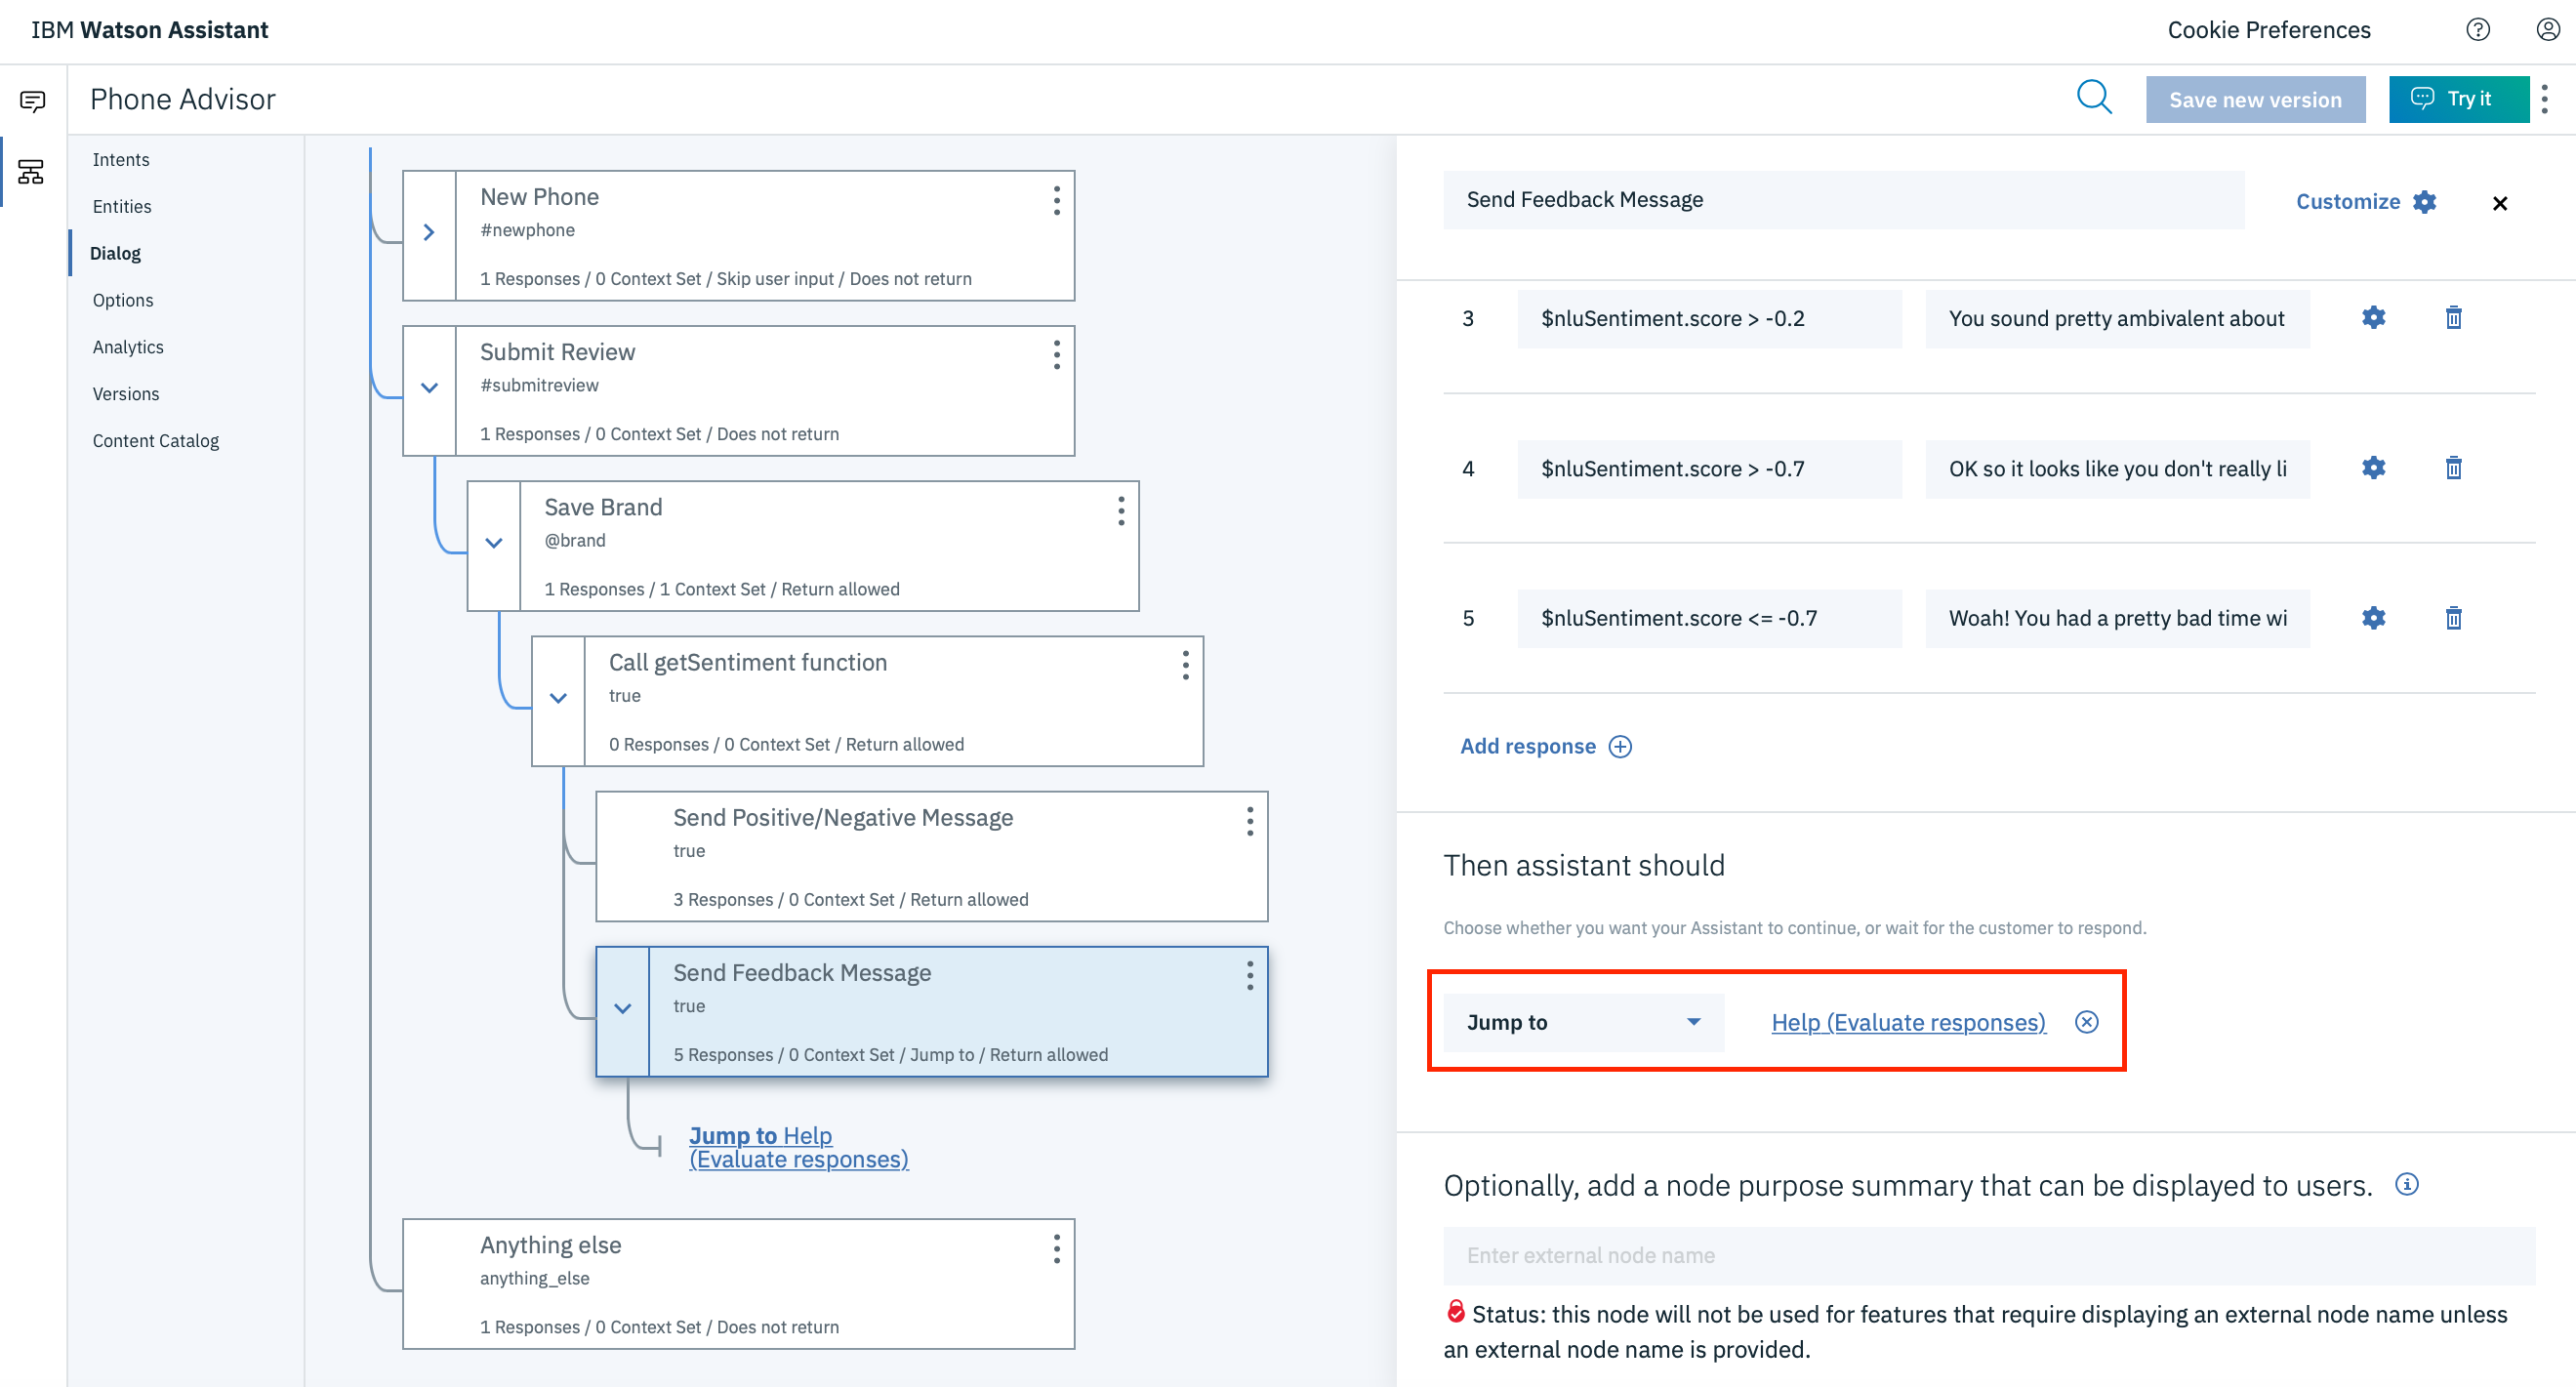 IBM Watson Assistant
Cookie Preferences
Phone Advisor
Save new version
Try it
Intents
Entities
Dialog
Options
Analytics
Versions
Content Catalog
New Phone
#newphone
1 Responses / 0 Context Set / Skip user input / Does not return
Submit Review
#submitreview
1 Responses / 0 Context Set / Does not return
Save Brand
@brand
1 Responses / 1 Context Set / Return allowed
Call getSentiment function
true
0 Responses / 0 Context Set / Return allowed
Send Positive/Negative Message
true
3 Responses / 0 Context Set / Return allowed
Send Feedback Message
true
5 Responses / 0 Context Set / Jump to / Return allowed
Jump to Help
(Evaluate responses)
Anything else
anything_else
1 Responses / 0 Context Set / Does not return
Send Feedback Message
Customize
3 $nluSentiment.score > -0.2 You sound pretty ambivalent about
4 $nluSentiment.score > -0.7 OK so it looks like you don't really li
5 $nluSentiment.score <= -0.7 Woah! You had a pretty bad time wi
Add response
Then assistant should
Choose whether you want your Assistant to continue, or wait for the customer to respond.
Jump to
Help (Evaluate responses)
Optionally, add a node purpose summary that can be displayed to users.
Enter external node name
Status: this node will not be used for features that require displaying an external node name unless
an external node name is provided.